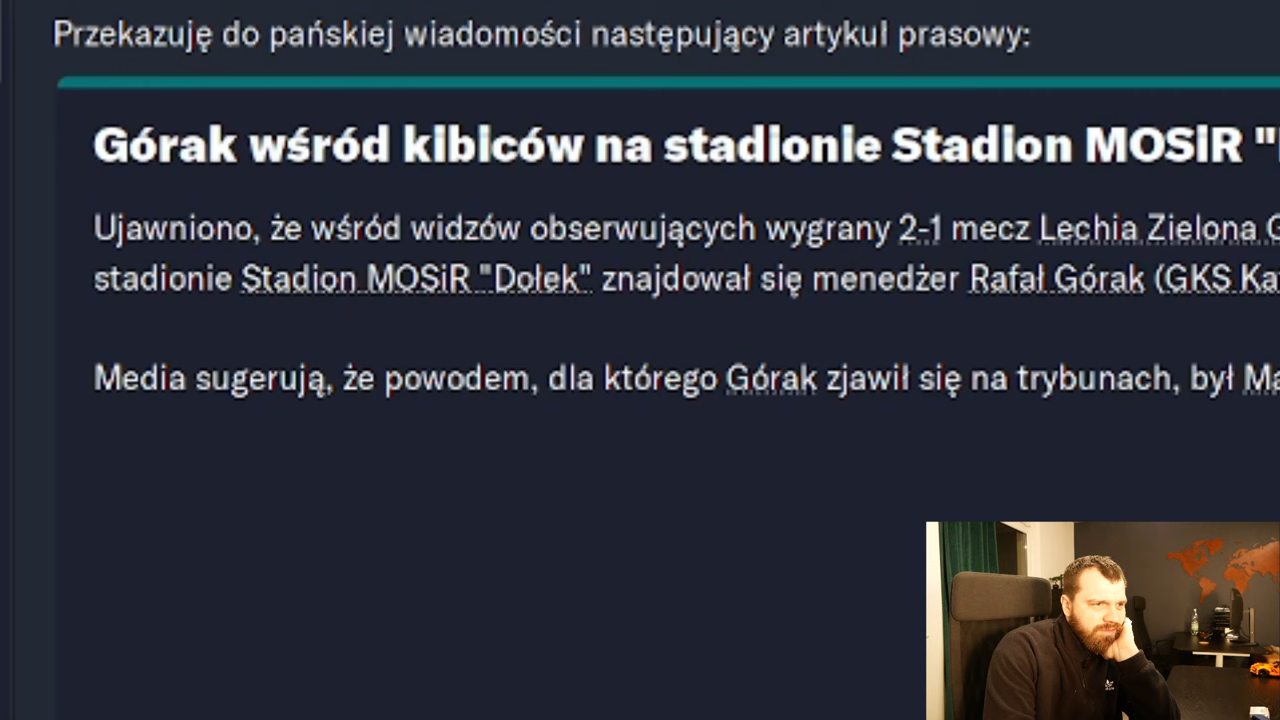 Przekazuję do pańskiej wiadomości następujący artykuł prasowy:
Górak wśród kibiców na stadionie Stadion MOSiR "
Ujawniono, że wśród widzów obserwujących wygrany 2-1 mecz Lechia Zielona G
stadionie Stadion MOSiR "Dołek" znajdował się menedżer Rafał Górak (GKS Ka
Media sugerują, że powodem, dla którego Górak zjawił się na trybunach, był Ma